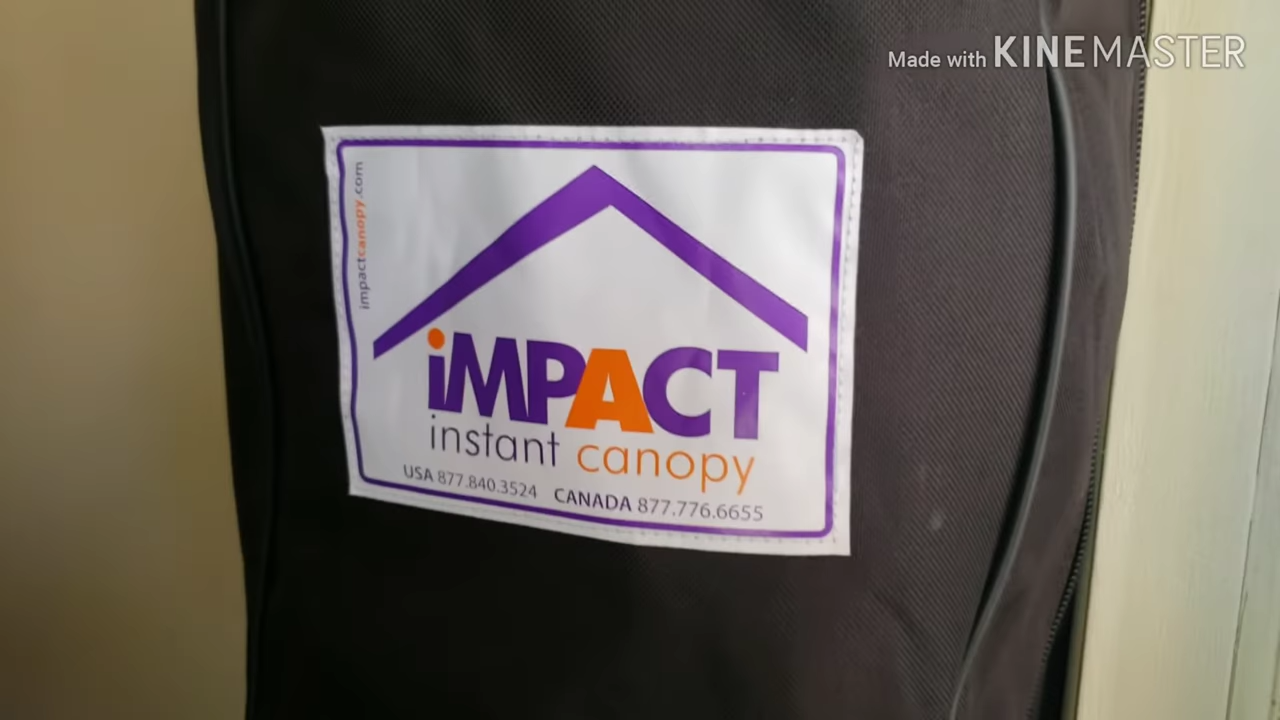 Made with KINEMASTER
impactcanopy.com
iMPACT
instant canopy
USA 877.840.3524 CANADA 877.776.6655